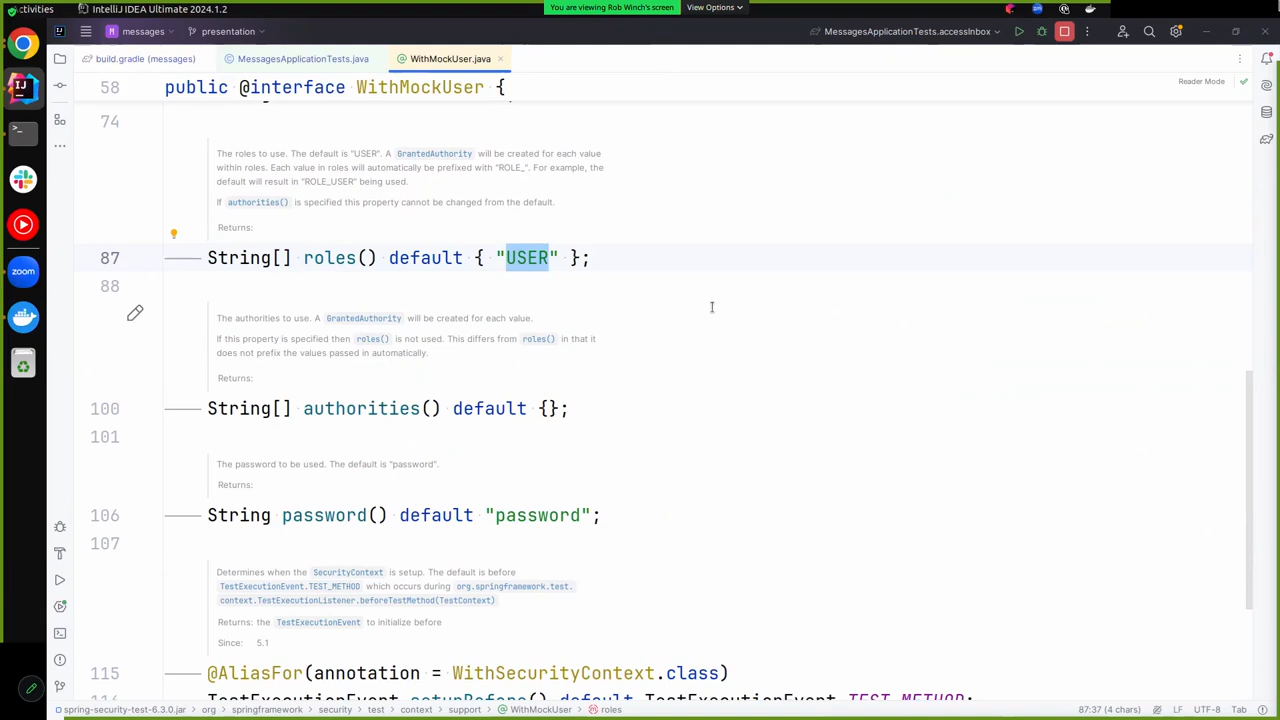 ctivities
IntelliJ IDEA Ultimate 2024.1.2
You are viewing Rob Winch's screen
View Options
messages
presentation
MessagesApplicationTests.accessInbox
build.gradle (messages)
MessagesApplicationTests.java
WithMockUser.java
58 public @interface WithMockUser {
Reader Mode
74
The roles to use. The default is "USER". A GrantedAuthority will be created for each value
within roles. Each value in roles will automatically be prefixed with "ROLE_". For example, the
default will result in "ROLE_USER" being used.
If authorities() is specified this property cannot be changed from the default.
Returns:
87 String[] roles() default { "USER" };
88
The authorities to use. A GrantedAuthority will be created for each value.
If this property is specified then roles() is not used. This differs from roles() in that it
does not prefix the values passed in automatically.
Returns:
100 String[] authorities() default {};
101
The password to be used. The default is "password".
Returns:
106 String password() default "password";
107
Determines when the SecurityContext is setup. The default is before
TestExecutionEvent.TEST_METHOD which occurs during org.springframework.test.
context.TestExecutionListener.beforeTestMethod(TestContext)
Returns: the TestExecutionEvent to initialize before
Since: 5.1
115 @AliasFor(annotation = WithSecurityContext.class)
116 TestExecutionEvent setupBefore() default TestExecutionEvent.TEST_METHOD;
zoom
spring-security-test-6.3.0.jar › org › springframework › security › test › context › support › WithMockUser › roles
87:37 (4 chars) LF UTF-8 Tab